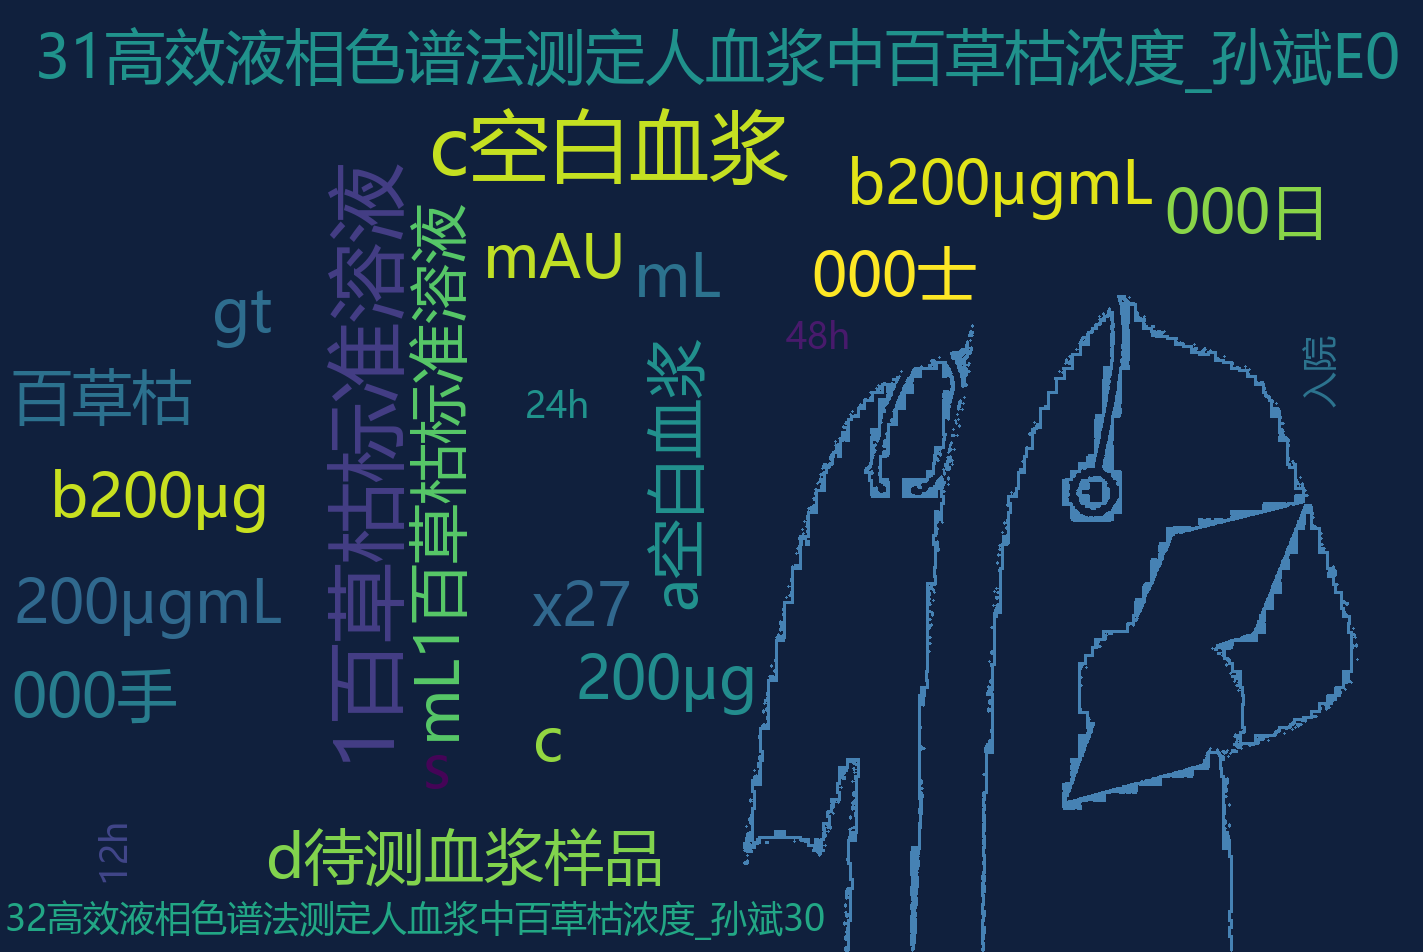 31高效液相色谱法测定人血浆中百草枯浓度_孙斌E0
c空白血浆
b200μgmL
000日
mAU
mL
000士
gt
48h
入院
百草枯
24h
1百草枯标准溶液
mL1百草枯标准溶液
a空白血浆
b200μg
200μgmL
x27
000手
200μg
c
s
12h
d待测血浆样品
32高效液相色谱法测定人血浆中百草枯浓度_孙斌30